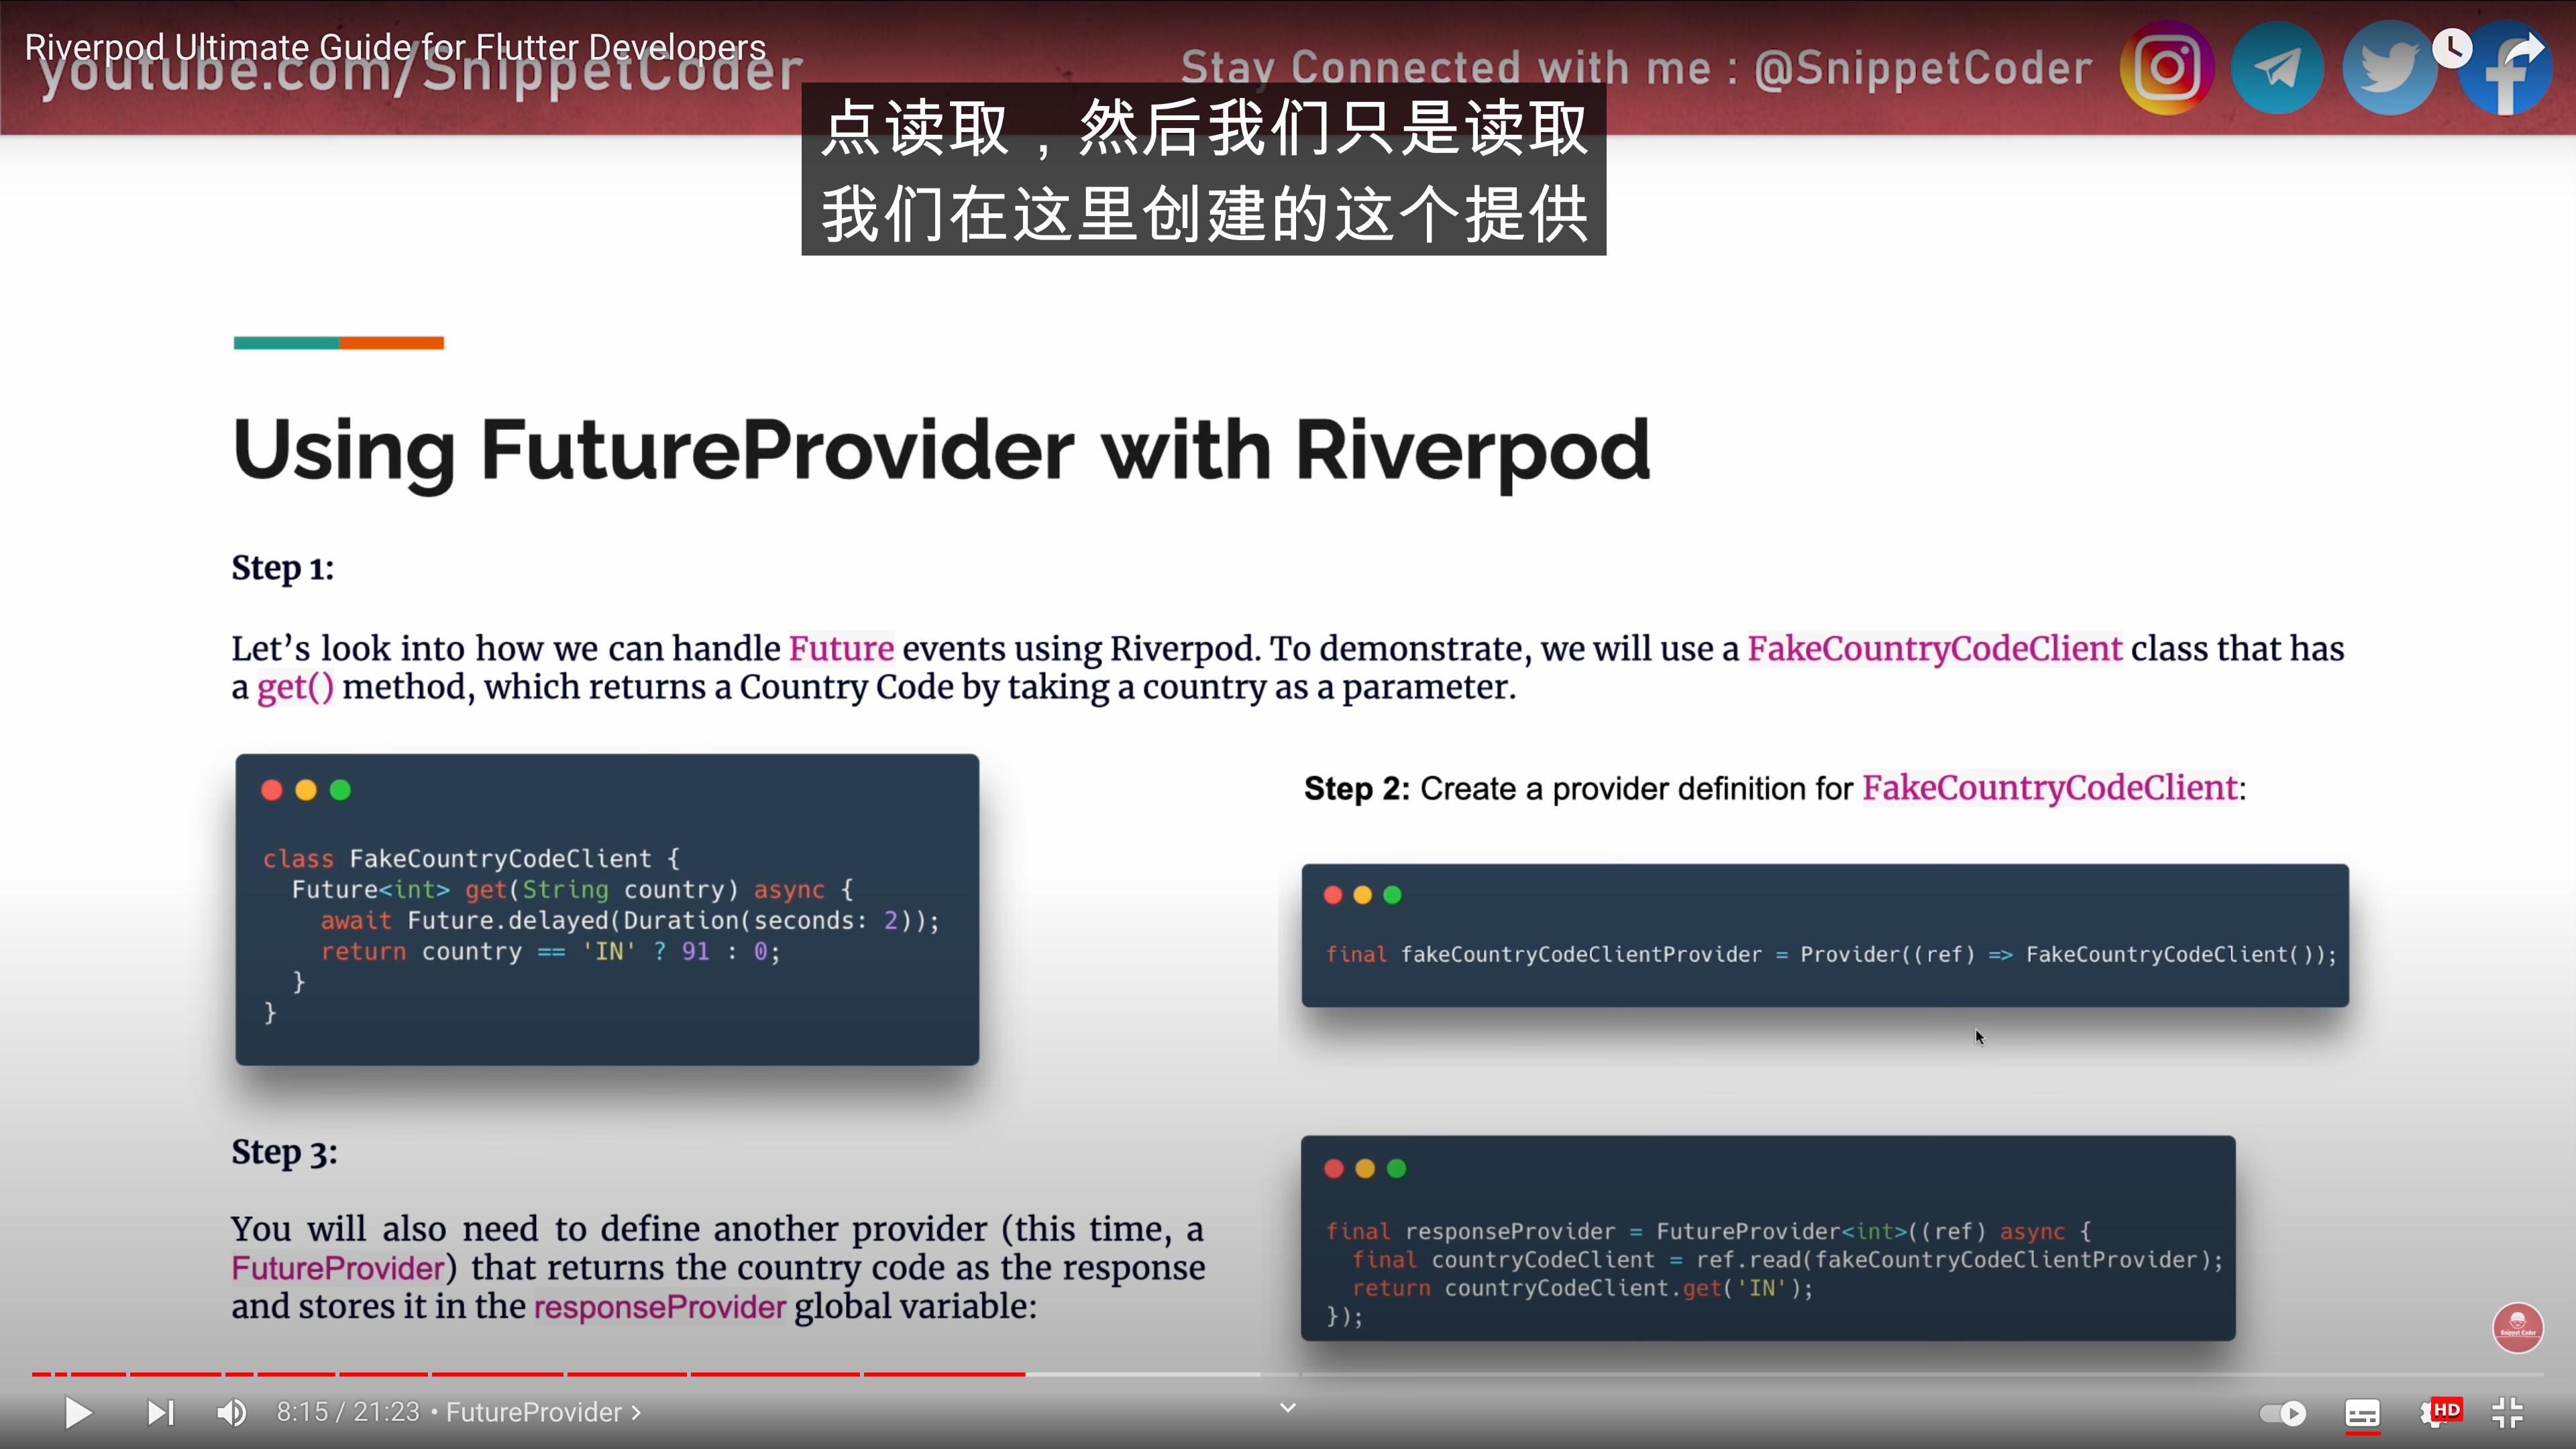 Riverpod Ultimate Guide for Flutter Developers
youtube.com/SnippetCoder
Stay Connected with me : @SnippetCoder
点读取，然后我们只是读取
我们在这里创建的这个提供
Using FutureProvider with Riverpod
Step 1:
Let’s look into how we can handle Future events using Riverpod. To demonstrate, we will use a FakeCountryCodeClient class that has
a get() method, which returns a Country Code by taking a country as a parameter.
class FakeCountryCodeClient {
  Future<int> get(String country) async {
    await Future.delayed(Duration(seconds: 2));
    return country == 'IN' ? 91 : 0;
  }
}
Step 2: Create a provider definition for FakeCountryCodeClient:
final fakeCountryCodeClientProvider = Provider((ref) => FakeCountryCodeClient());
Step 3:
You will also need to define another provider (this time, a
FutureProvider) that returns the country code as the response
and stores it in the responseProvider global variable:
final responseProvider = FutureProvider<int>((ref) async {
  final countryCodeClient = ref.read(fakeCountryCodeClientProvider);
  return countryCodeClient.get('IN');
});
Snippet Coder
8:15 / 21:23 • FutureProvider >
HD